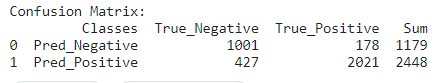 Confusion Matrix:
Classes True_Negative True_Positive Sum
0 Pred_Negative 1001 178 1179
1 Pred_Positive 427 2021 2448